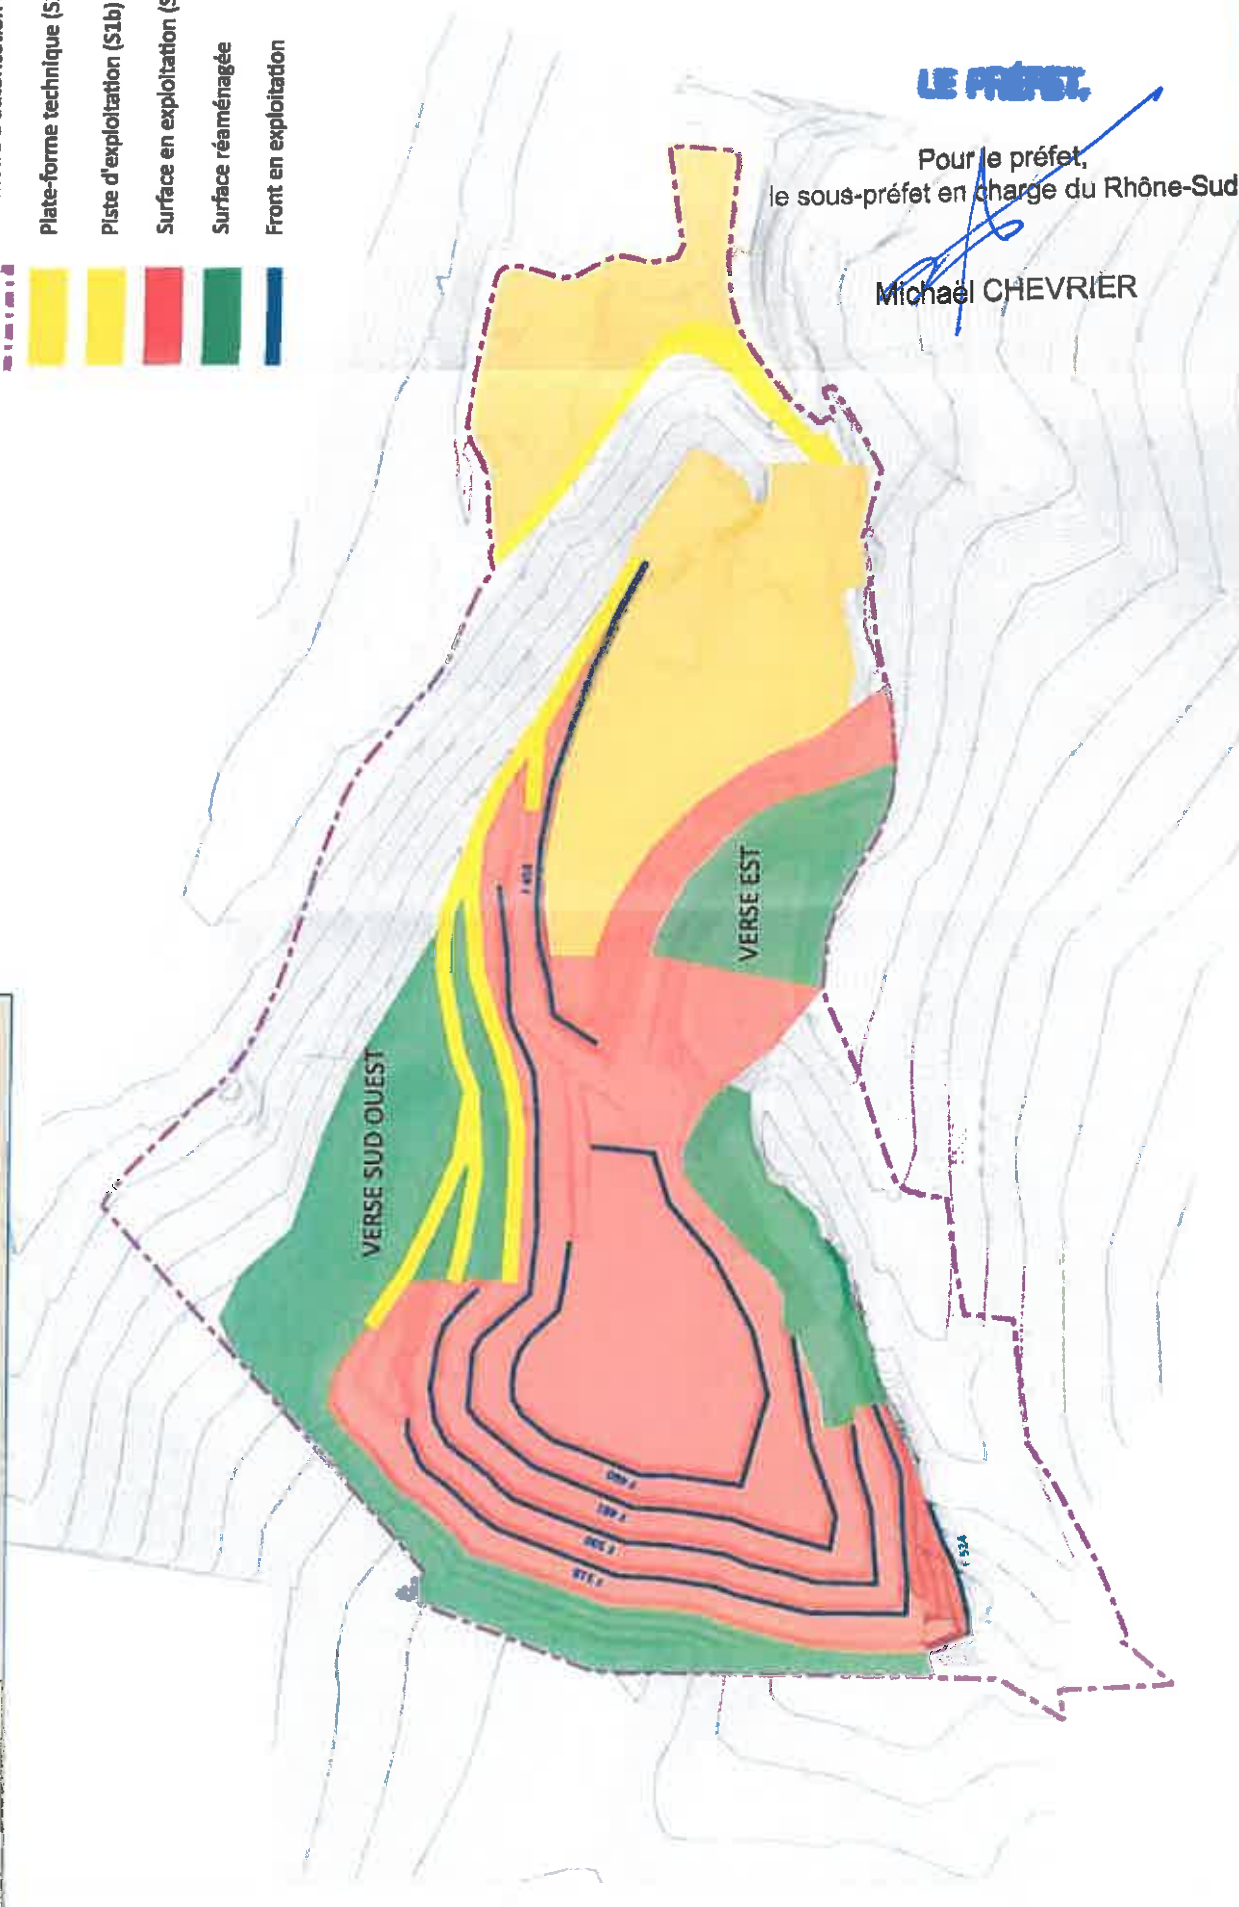 Plate-forme technique (S
Piste d'exploitation (S1b)
Surface en exploitation (S
Surface réaménagée
Front en exploitation
LE PRÉFET,
Pour le préfet,
le sous-préfet en charge du Rhône-Sud
Michaël CHEVRIER
VERSE SUD OUEST
VERSE EST
F 524